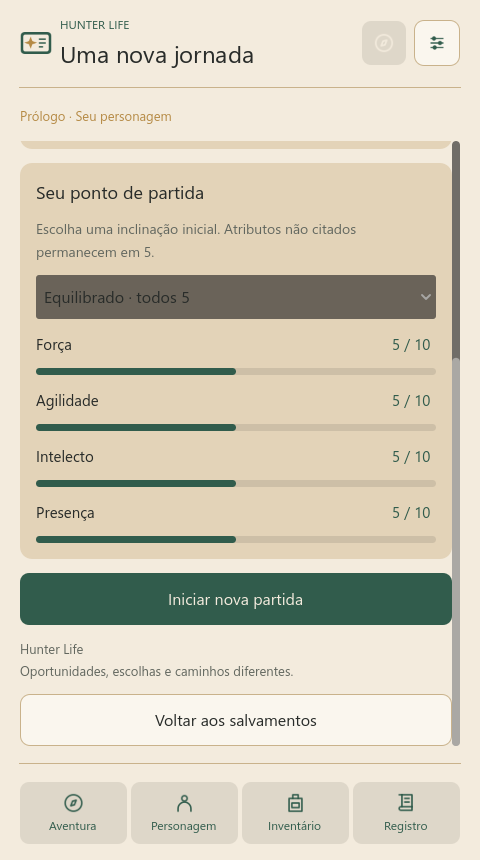 HUNTER LIFE
Uma nova jornada
Prólogo · Seu personagem
Seu ponto de partida
Escolha uma inclinação inicial. Atributos não citados
permanecem em 5.
Equilibrado · todos 5
Força 5 / 10
Agilidade 5 / 10
Intelecto 5 / 10
Presença 5 / 10
Iniciar nova partida
Hunter Life
Oportunidades, escolhas e caminhos diferentes.
Voltar aos salvamentos
Aventura Personagem Inventário Registro